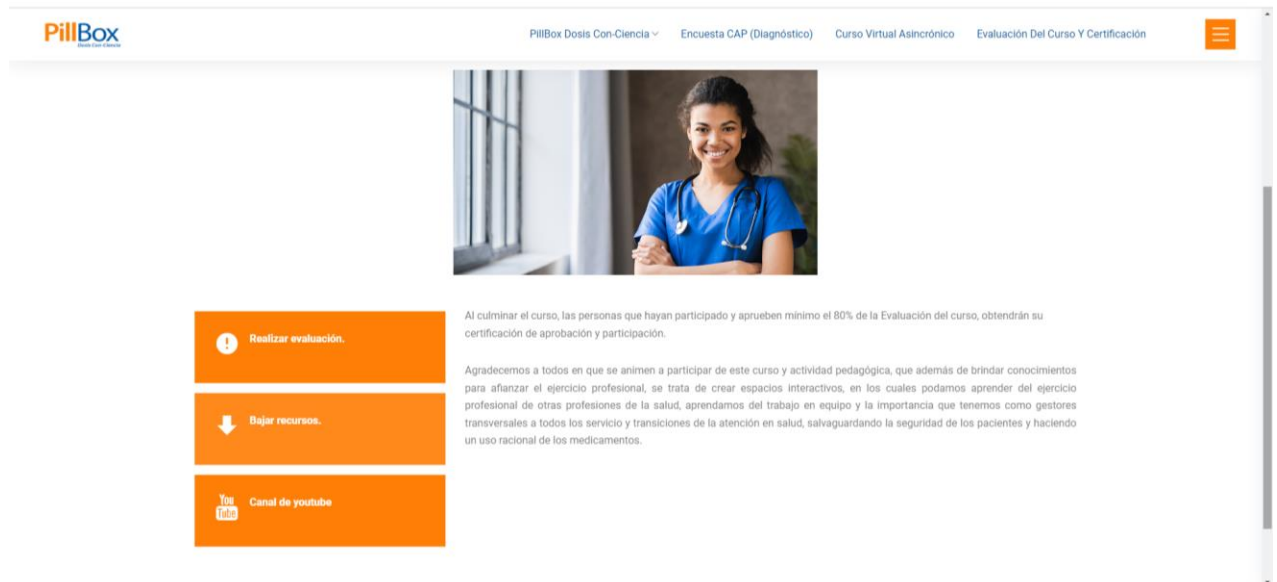 PillBox
Dosis Con-Ciencia
PillBox Dosis Con-Ciencia
Encuesta CAP (Diagnóstico)
Curso Virtual Asincrónico
Evaluación Del Curso Y Certificación
Realizar evaluación.
Bajar recursos.
You
Tube
Canal de youtube
Al culminar el curso, las personas que hayan participado y aprueben mínimo el 80% de la Evaluación del curso, obtendrán su
certificación de aprobación y participación.
Agradecemos a todos en que se animen a participar de este curso y actividad pedagógica, que además de brindar conocimientos
para afianzar el ejercicio profesional, se trata de crear espacios interactivos, en los cuales podamos aprender del ejercicio
profesional de otras profesiones de la salud, aprendamos del trabajo en equipo y la importancia que tenemos como gestores
transversales a todos los servicio y transiciones de la atención en salud, salvaguardando la seguridad de los pacientes y haciendo
un uso racional de los medicamentos.